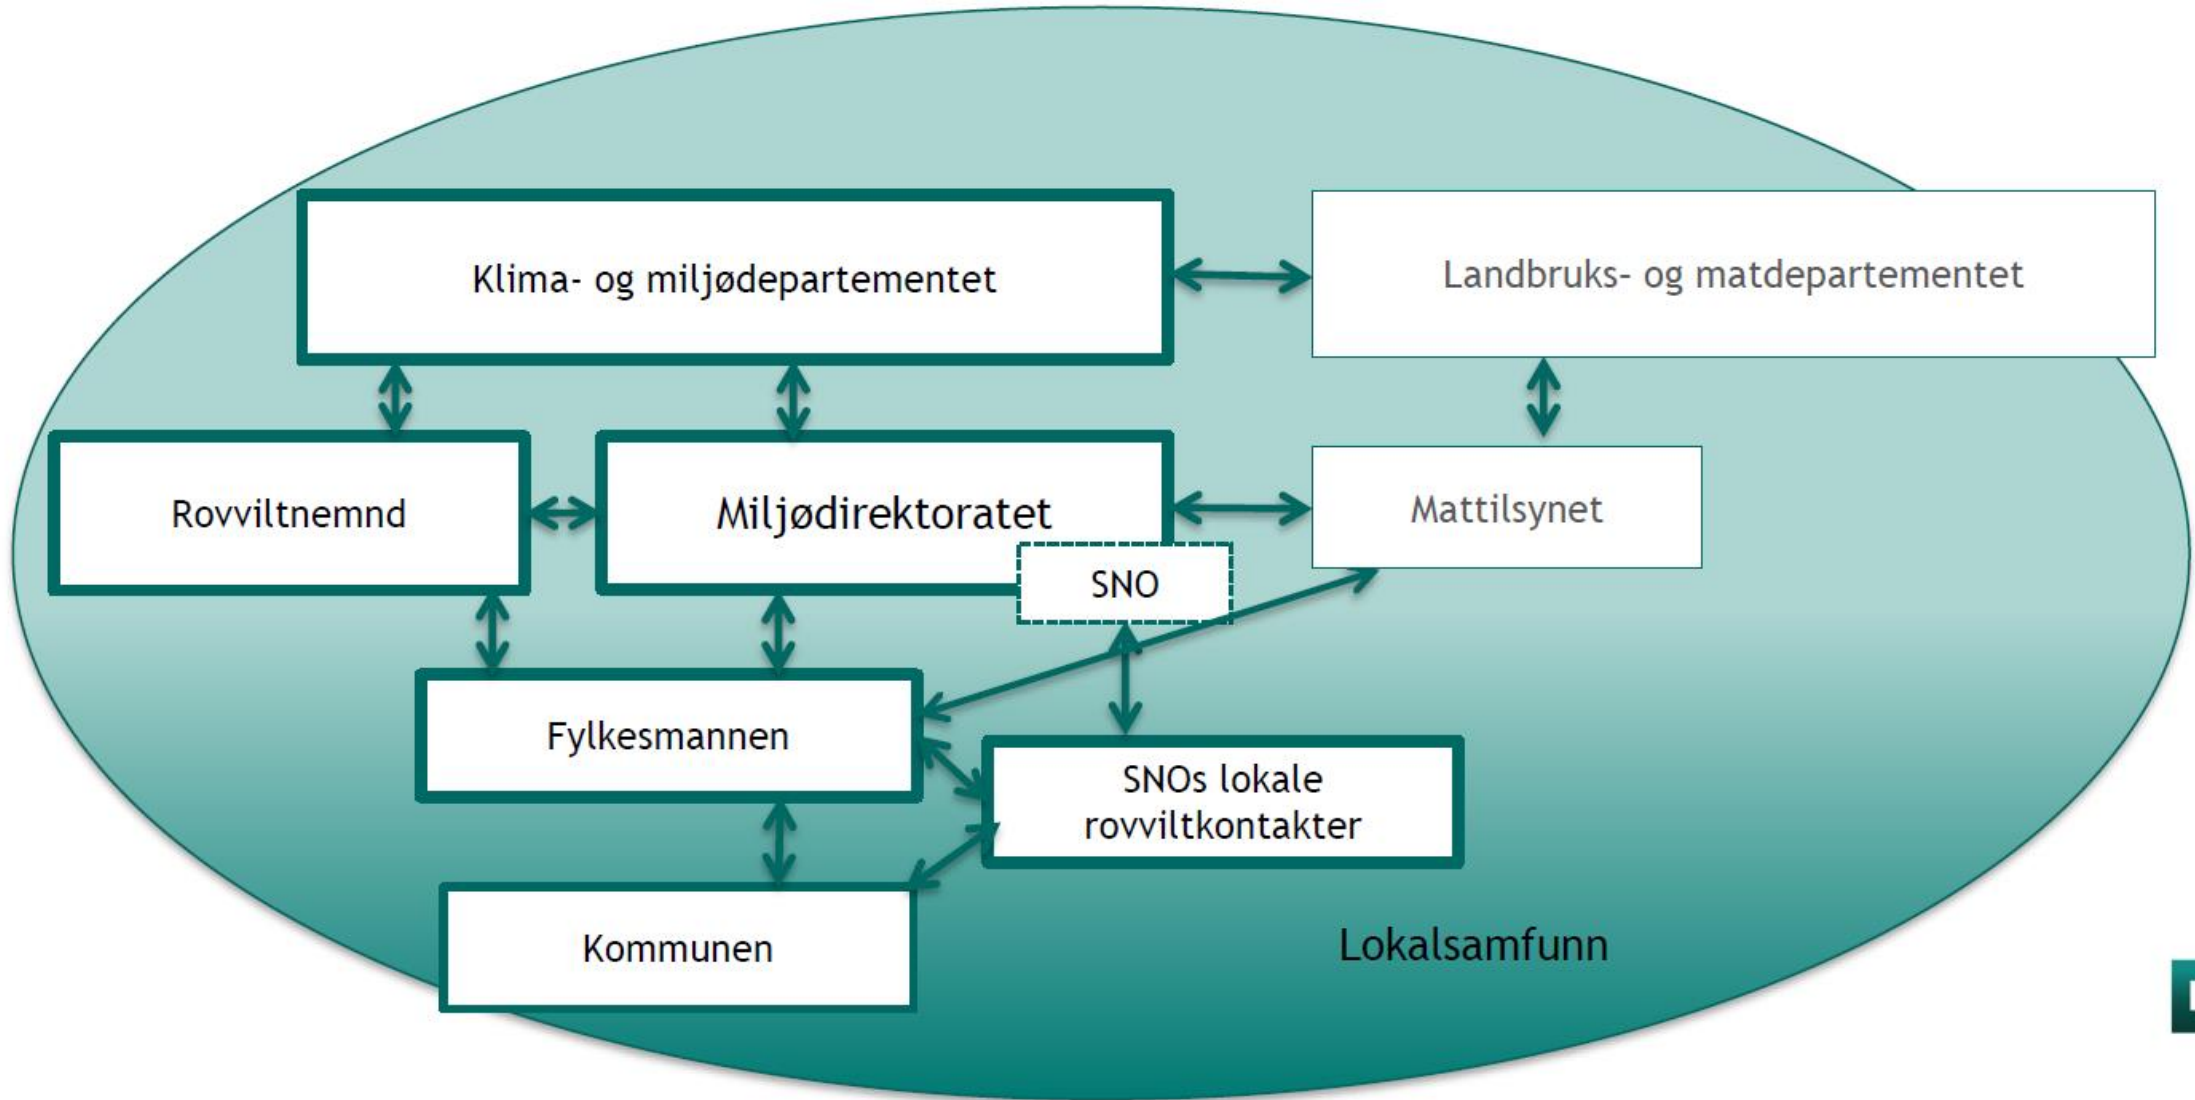 Klima- og miljødepartementet
Landbruks- og matdepartementet
Rovviltnemnd
Miljødirektoratet
Mattilsynet
SNO
Fylkesmannen
SNOs lokale
rovviltkontakter
Kommunen
Lokalsamfunn